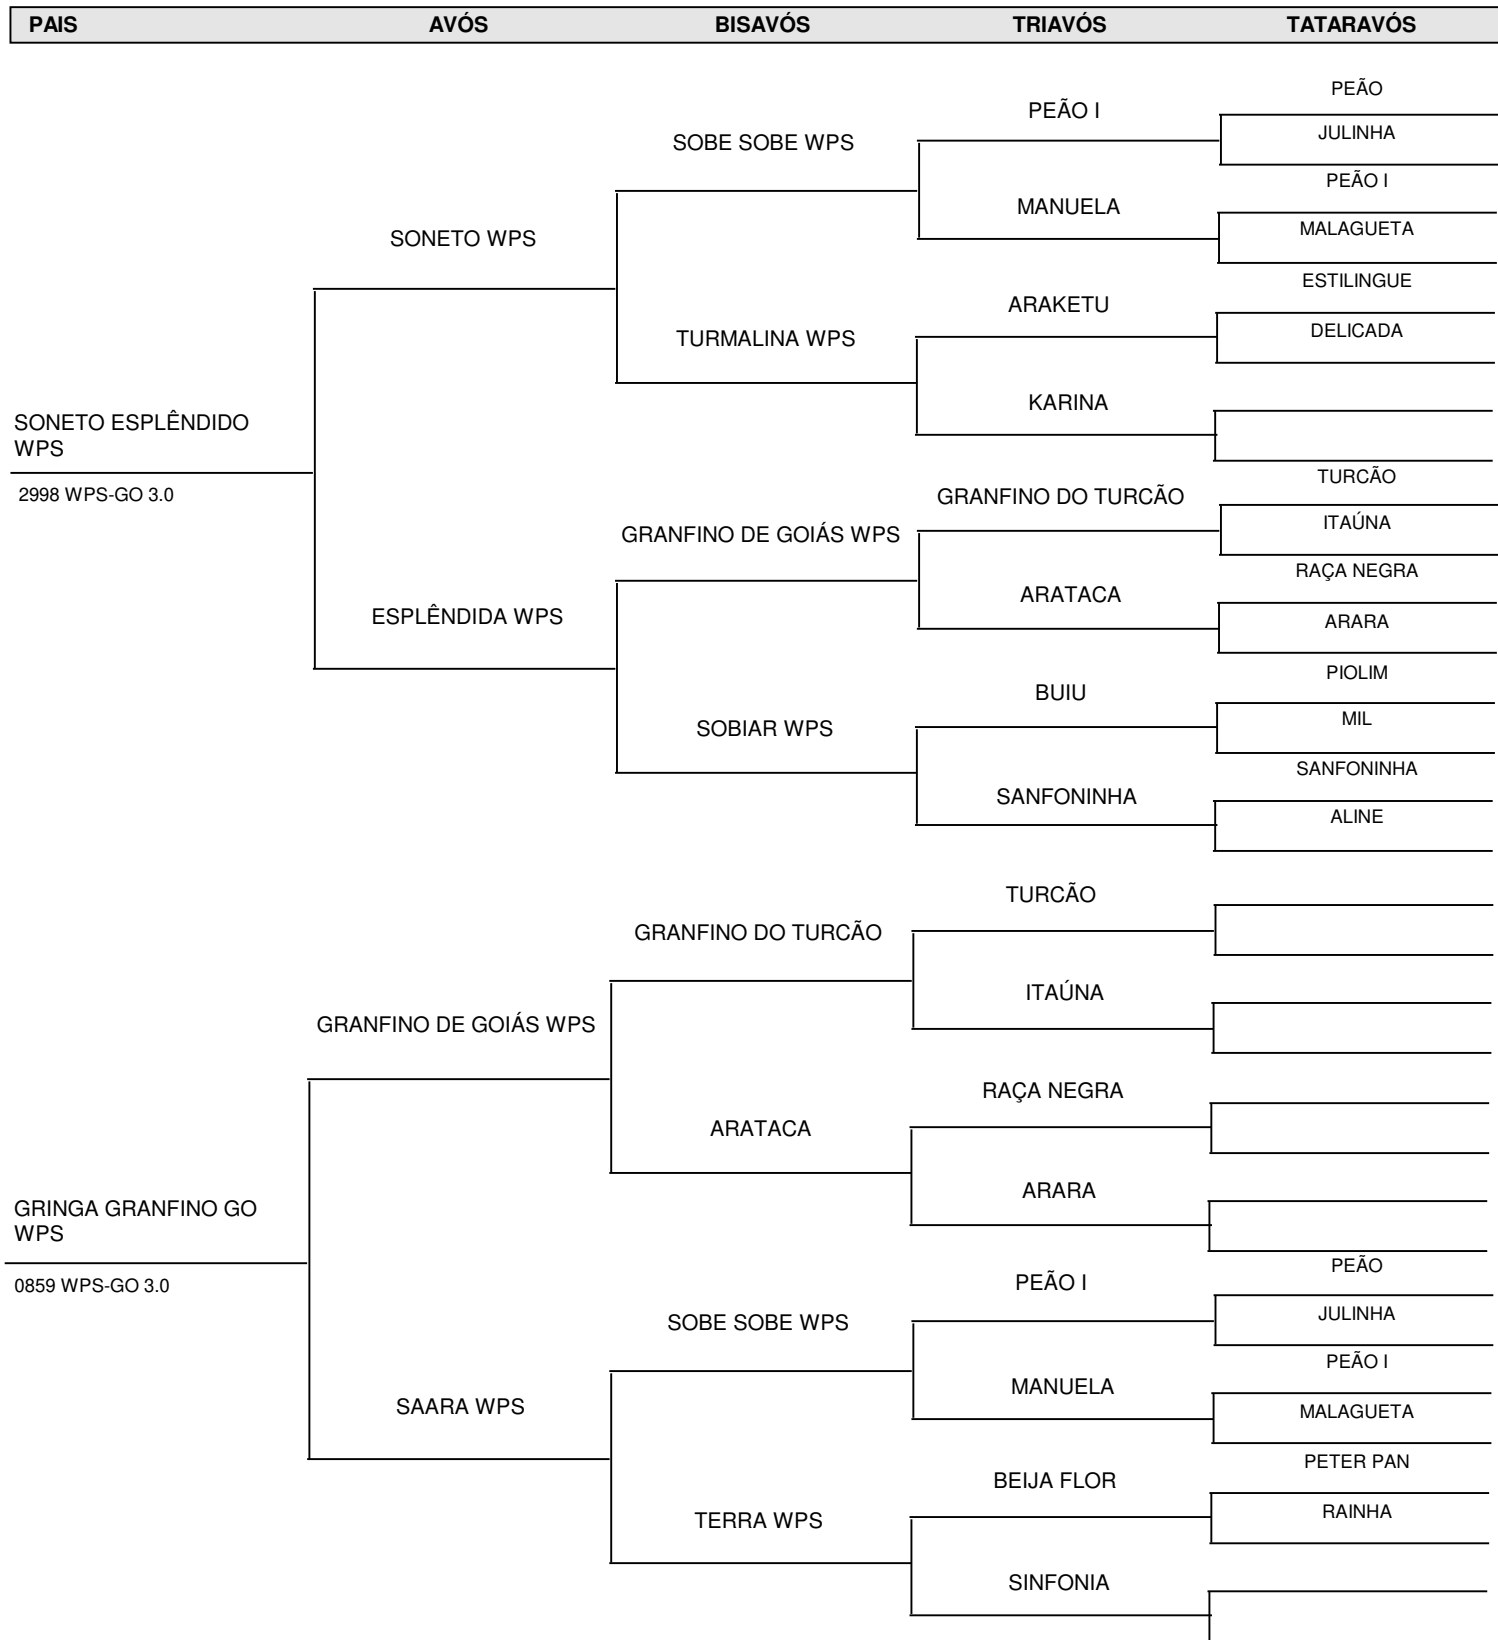 PAIS AVÓS BISAVÓS TRIAVÓS TATARAVÓS
PEÃO
PEÃO I
JULINHA
SOBE SOBE WPS
PEÃO I
MANUELA
MALAGUETA
SONETO WPS
ESTILINGUE
ARAKETU
DELICADA
TURMALINA WPS
KARINA
SONETO ESPLÊNDIDO
WPS
2998 WPS-GO 3.0
TURCÃO
GRANFINO DO TURCÃO
ITAÚNA
GRANFINO DE GOIÁS WPS
RAÇA NEGRA
ARATACA
ARARA
ESPLÊNDIDA WPS
PIOLIM
BUIU
MIL
SOBIAR WPS
SANFONINHA
SANFONINHA
ALINE
TURCÃO
GRANFINO DO TURCÃO
ITAÚNA
GRANFINO DE GOIÁS WPS
RAÇA NEGRA
ARATACA
ARARA
GRINGA GRANFINO GO
WPS
0859 WPS-GO 3.0
PEÃO
PEÃO I
JULINHA
SOBE SOBE WPS
PEÃO I
MANUELA
MALAGUETA
SAARA WPS
PETER PAN
BEIJA FLOR
RAINHA
TERRA WPS
SINFONIA